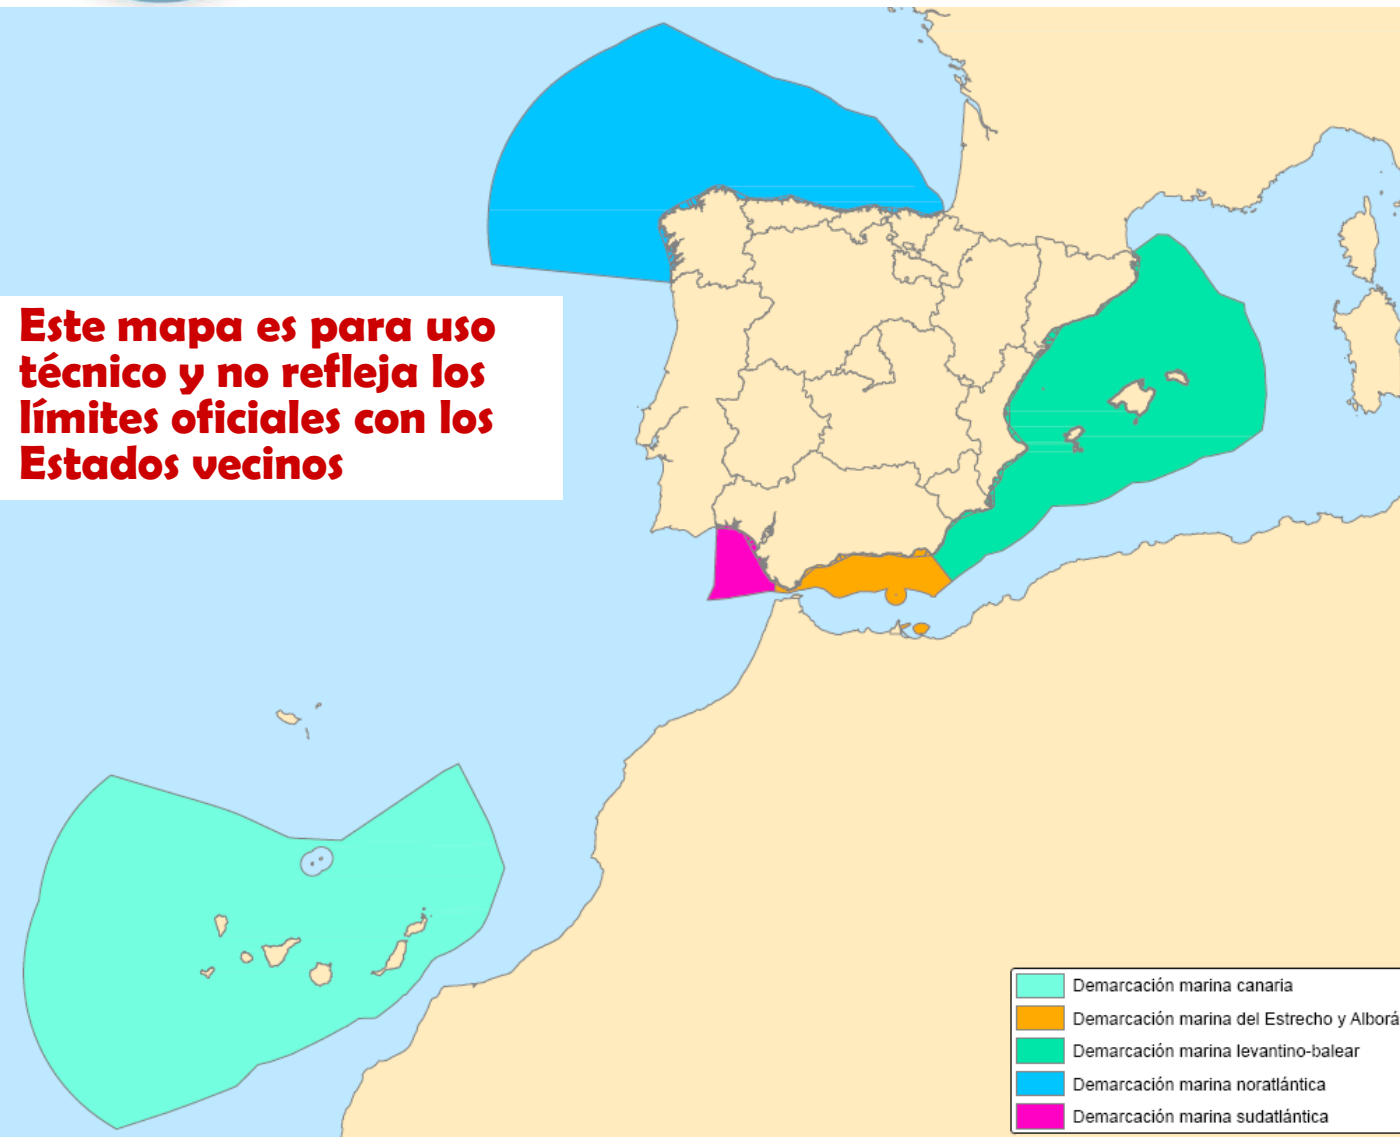 Este mapa es para uso
técnico y no refleja los
límites oficiales con los
Estados vecinos
Demarcación marina canaria
Demarcación marina del Estrecho y Alborá
Demarcación marina levantino-balear
Demarcación marina noratlántica
Demarcación marina sudatlántica